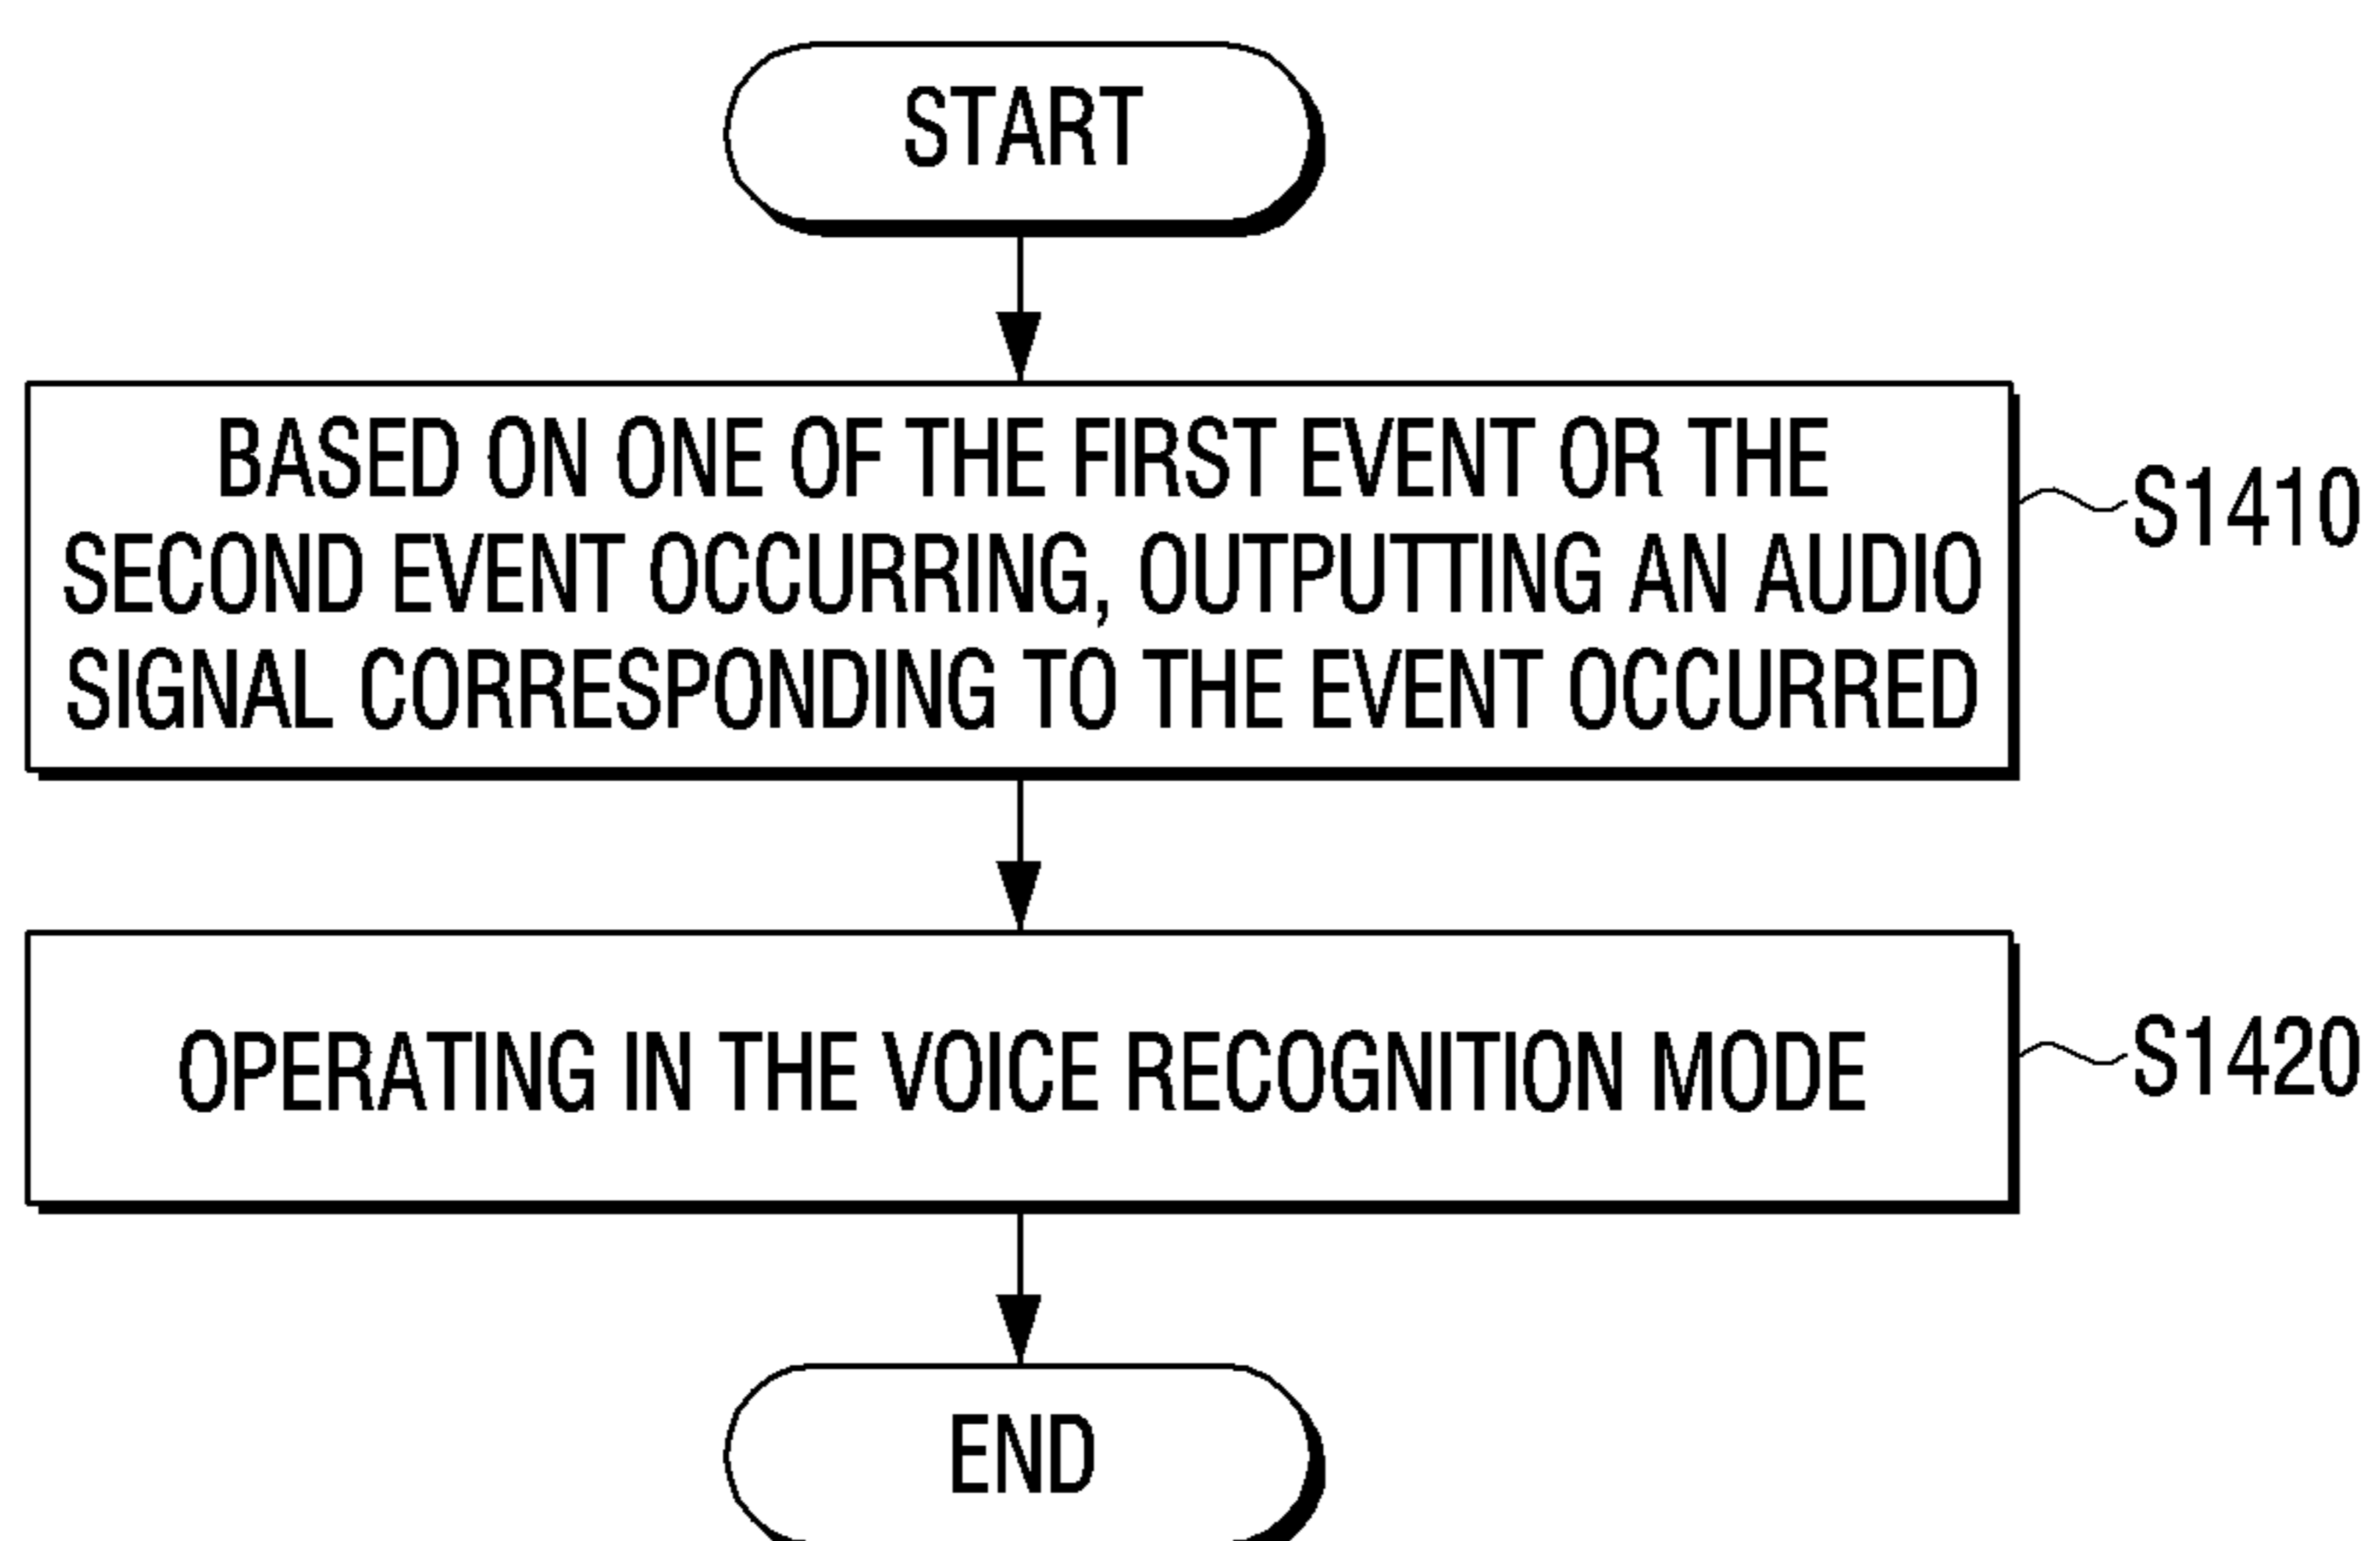 START
BASED ON ONE OF THE FIRST EVENT OR THE
SECOND EVENT OCCURRING, OUTPUTTING AN AUDIO
SIGNAL CORRESPONDING TO THE EVENT OCCURRED
S1410
OPERATING IN THE VOICE RECOGNITION MODE
S1420
END